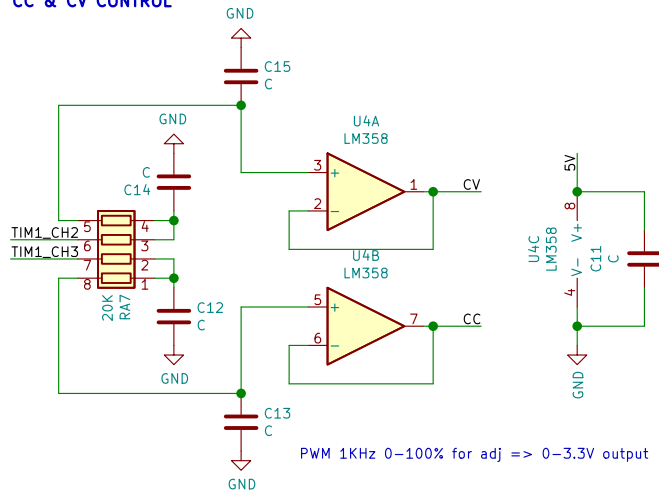 CC & CV CONTROL
GND
C15
C
GND
U4A
LM358
C
C14
3
+
1
CV
2
−
5V
8
V+
U4C
LM358
V−
4
C11
C
GND
TIM1_CH2
TIM1_CH3
5
4
6
3
7
2
8
1
20K
RA7
U4B
LM358
C12
C
GND
5
+
7
CC
6
−
C13
C
GND
PWM 1KHz 0-100% for adj => 0-3.3V output